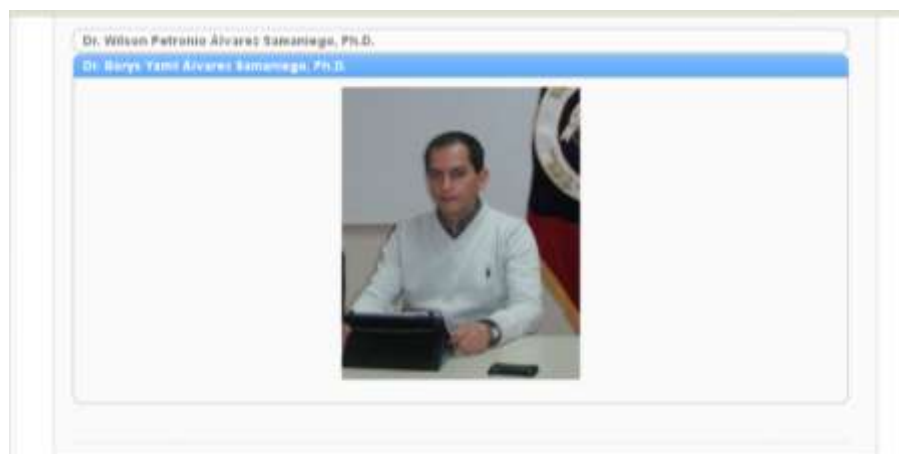 Dr. Wilson Petronio Álvarez Samaniego, Ph.D.
Dr. Borys Yamil Álvarez Samaniego, Ph.D.